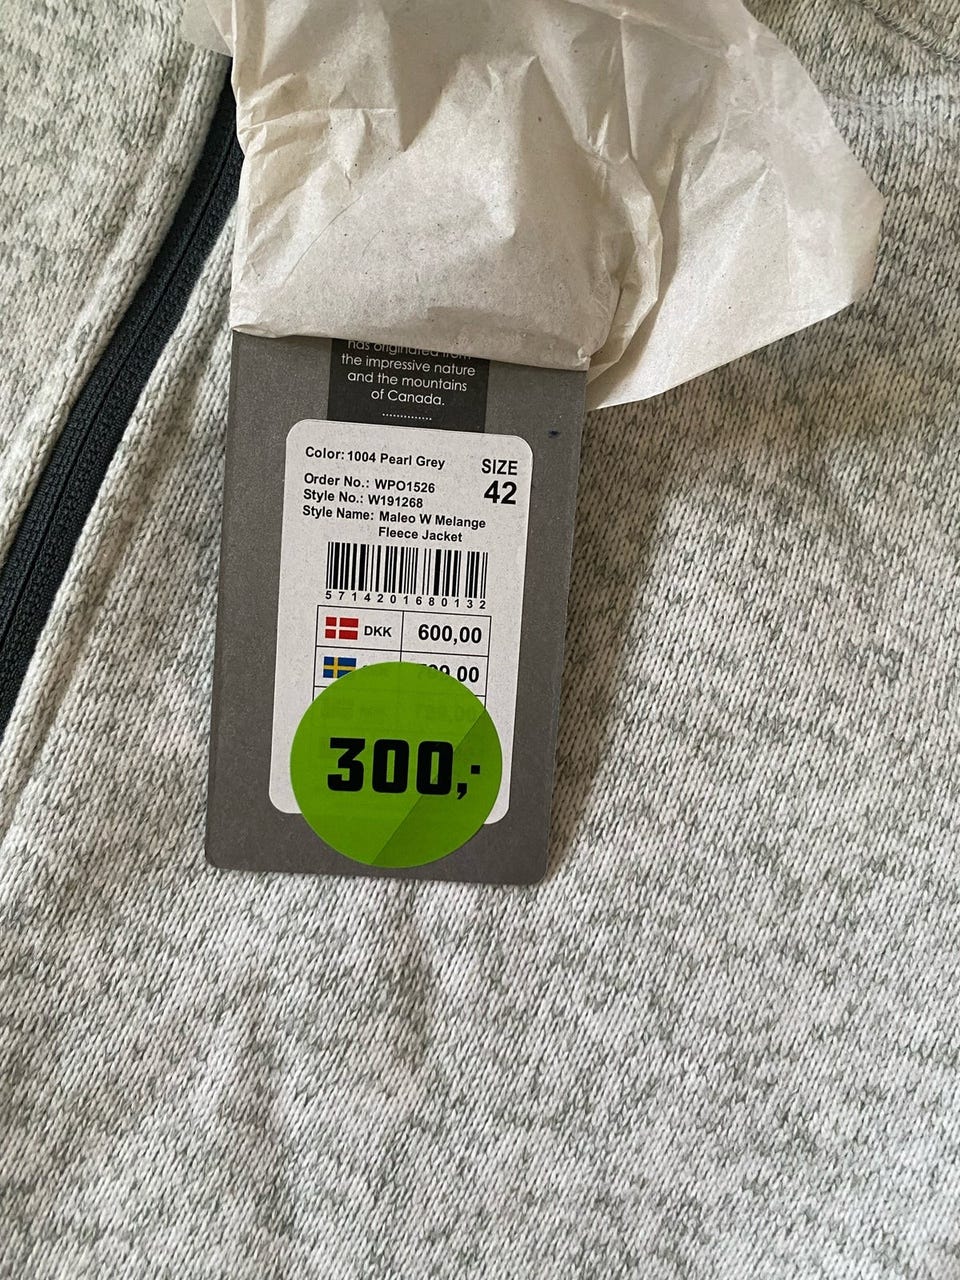 has originated from
the impressive nature
and the mountains
of Canada.
Color: 1004 Pearl Grey
SIZE
42
Order No.: WPO1526
Style No.: W191268
Style Name: Maleo W Melange
Fleece Jacket
5714201680132
DKK 600,00
00
300,-